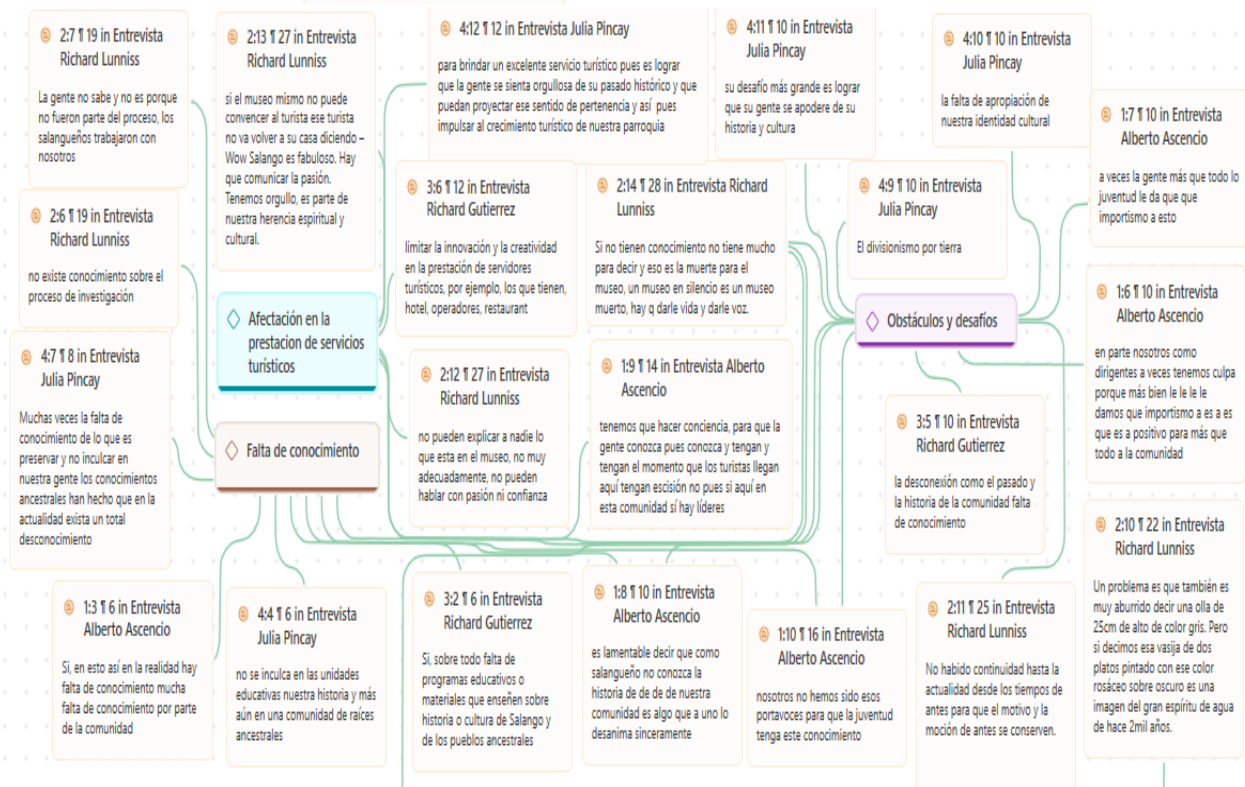 2:7 ¶ 19 in Entrevista
Richard Lunniss
La gente no sabe y no es porque
no fueron parte del proceso, los
salangueños trabajaron con
nosotros
2:13 ¶ 27 in Entrevista
Richard Lunniss
si el museo mismo no puede
convencer al turista ese turista
no va volver a su casa diciendo –
Wow Salango es fabuloso. Hay
que comunicar la pasión.
Tenemos orgullo, es parte de
nuestra herencia espiritual y
cultural.
4:12 ¶ 12 in Entrevista Julia Pincay
para brindar un excelente servicio turístico pues es lograr
que la gente se sienta orgullosa de su pasado histórico y que
puedan proyectar ese sentido de pertenencia y así pues
impulsar al crecimiento turístico de nuestra parroquia
4:11 ¶ 10 in Entrevista
Julia Pincay
su desafío más grande es lograr
que su gente se apodere de su
historia y cultura
4:10 ¶ 10 in Entrevista
Julia Pincay
la falta de apropiación de
nuestra identidad cultural
1:7 ¶ 10 in Entrevista
Alberto Ascencio
a veces la gente más que todo lo
juventud le da que que
importismo a esto
2:6 ¶ 19 in Entrevista
Richard Lunniss
no existe conocimiento sobre el
proceso de investigación
3:6 ¶ 12 in Entrevista
Richard Gutierrez
limitar la innovación y la creatividad
en la prestación de servidores
turísticos, por ejemplo, los que tienen,
hotel, operadores, restaurant
2:14 ¶ 28 in Entrevista Richard
Lunniss
Si no tienen conocimiento no tiene mucho
para decir y eso es la muerte para el
museo, un museo en silencio es un museo
muerto, hay q darle vida y darle voz.
4:9 ¶ 10 in Entrevista
Julia Pincay
El divisionismo por tierra
Afectación en la
prestacion de servicios
turísticos
Obstáculos y desafíos
1:6 ¶ 10 in Entrevista
Alberto Ascencio
en parte nosotros como
dirigentes a veces tenemos culpa
porque más bien le le le le
damos que importismo a es a es
que es a positivo para más que
todo a la comunidad
4:7 ¶ 8 in Entrevista
Julia Pincay
Muchas veces la falta de
conocimiento de lo que es
preservar y no inculcar en
nuestra gente los conocimientos
ancestrales han hecho que en la
actualidad exista un total
desconocimiento
Falta de conocimiento
2:12 ¶ 27 in Entrevista
Richard Lunniss
no pueden explicar a nadie lo
que esta en el museo, no muy
adecuadamente, no pueden
hablar con pasión ni confianza
1:9 ¶ 14 in Entrevista Alberto
Ascencio
tenemos que hacer conciencia, para que la
gente conozca pues conozca y tengan y
tengan el momento que los turistas llegan
aquí tengan escisión no pues si aquí en
esta comunidad sí hay líderes
3:5 ¶ 10 in Entrevista
Richard Gutierrez
la desconexión como el pasado y
la historia de la comunidad falta
de conocimiento
2:10 ¶ 22 in Entrevista
Richard Lunniss
Un problema es que también es
muy aburrido decir una olla de
25cm de alto de color gris. Pero
si decimos esa vasija de dos
platos pintado con ese color
rosáceo sobre oscuro es una
imagen del gran espíritu de agua
de hace 2mil años.
1:3 ¶ 6 in Entrevista
Alberto Ascencio
Si, en esto así en la realidad hay
falta de conocimiento mucha
falta de conocimiento por parte
de la comunidad
4:4 ¶ 6 in Entrevista
Julia Pincay
no se inculca en las unidades
educativas nuestra historia y más
aún en una comunidad de raíces
ancestrales
3:2 ¶ 6 in Entrevista
Richard Gutierrez
Si, sobre todo falta de
programas educativos o
materiales que enseñen sobre
historia o cultura de Salango y
de los pueblos ancestrales
1:8 ¶ 10 in Entrevista
Alberto Ascencio
es lamentable decir que como
salangueño no conozca la
historia de de de de nuestra
comunidad es algo que a uno lo
desanima sinceramente
1:10 ¶ 16 in Entrevista
Alberto Ascencio
nosotros no hemos sido esos
portavoces para que la juventud
tenga este conocimiento
2:11 ¶ 25 in Entrevista
Richard Lunniss
No habido continuidad hasta la
actualidad desde los tiempos de
antes para que el motivo y la
moción de antes se conserven.